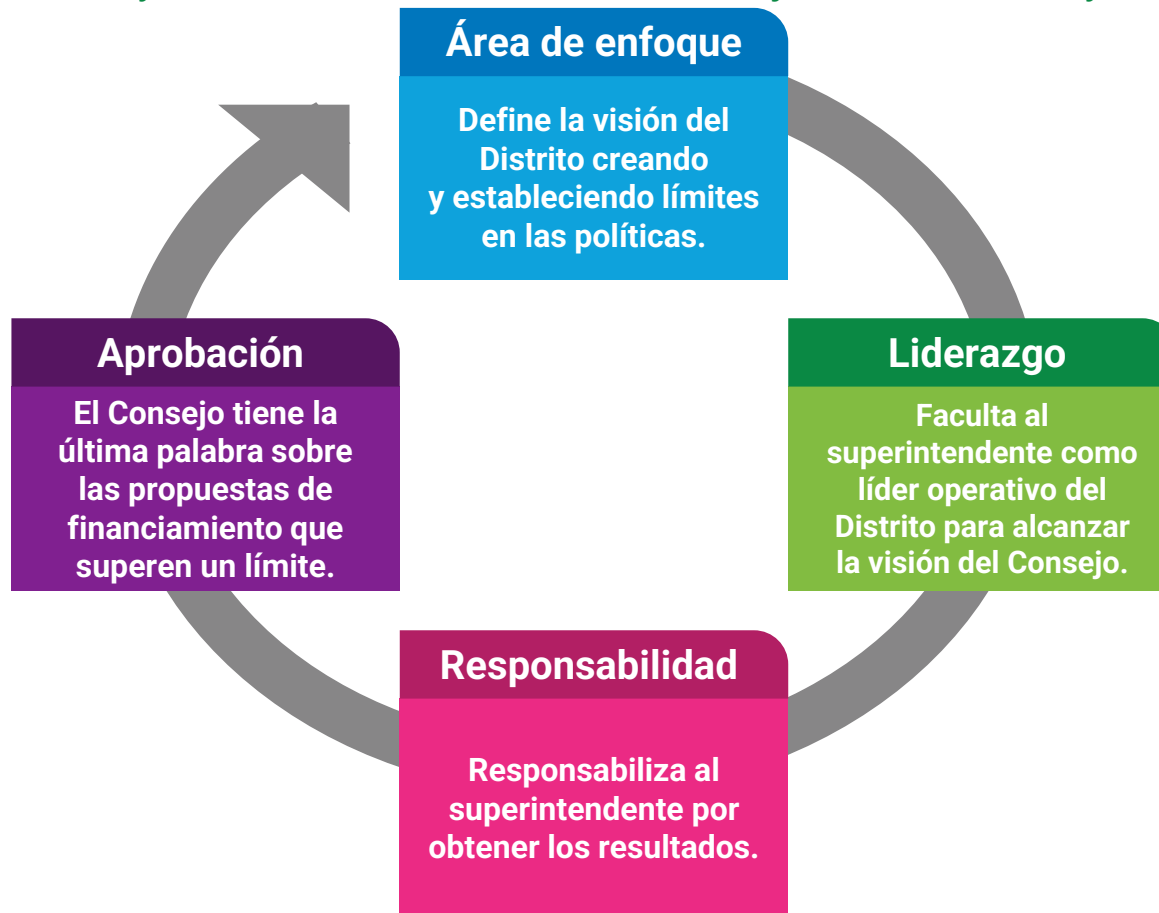 Área de enfoque
Define la visión del
Distrito creando
y estableciendo límites
en las políticas.
Liderazgo
Faculta al
superintendente como
líder operativo del
Distrito para alcanzar
la visión del Consejo.
Responsabilidad
Responsabiliza al
superintendente por
obtener los resultados.
Aprobación
El Consejo tiene la
última palabra sobre
las propuestas de
financiamiento que
superen un límite.